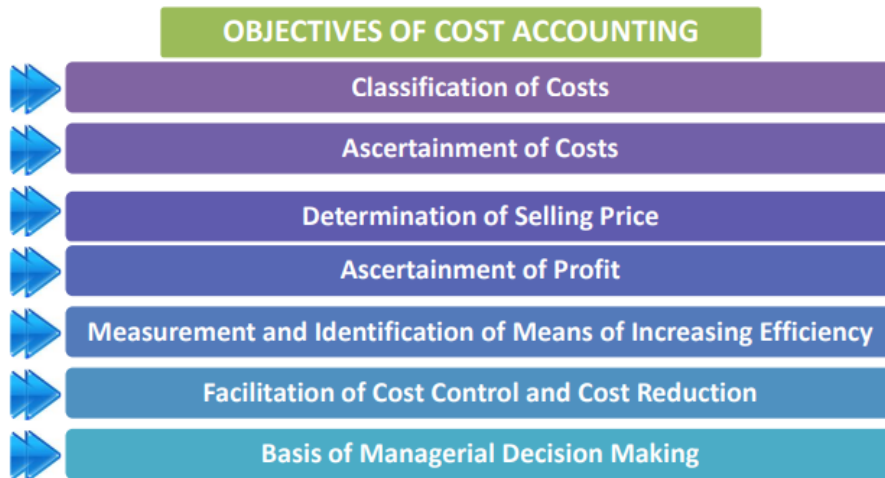 OBJECTIVES OF COST ACCOUNTING
Classification of Costs
Ascertainment of Costs
Determination of Selling Price
Ascertainment of Profit
Measurement and Identification of Means of Increasing Efficiency
Facilitation of Cost Control and Cost Reduction
Basis of Managerial Decision Making